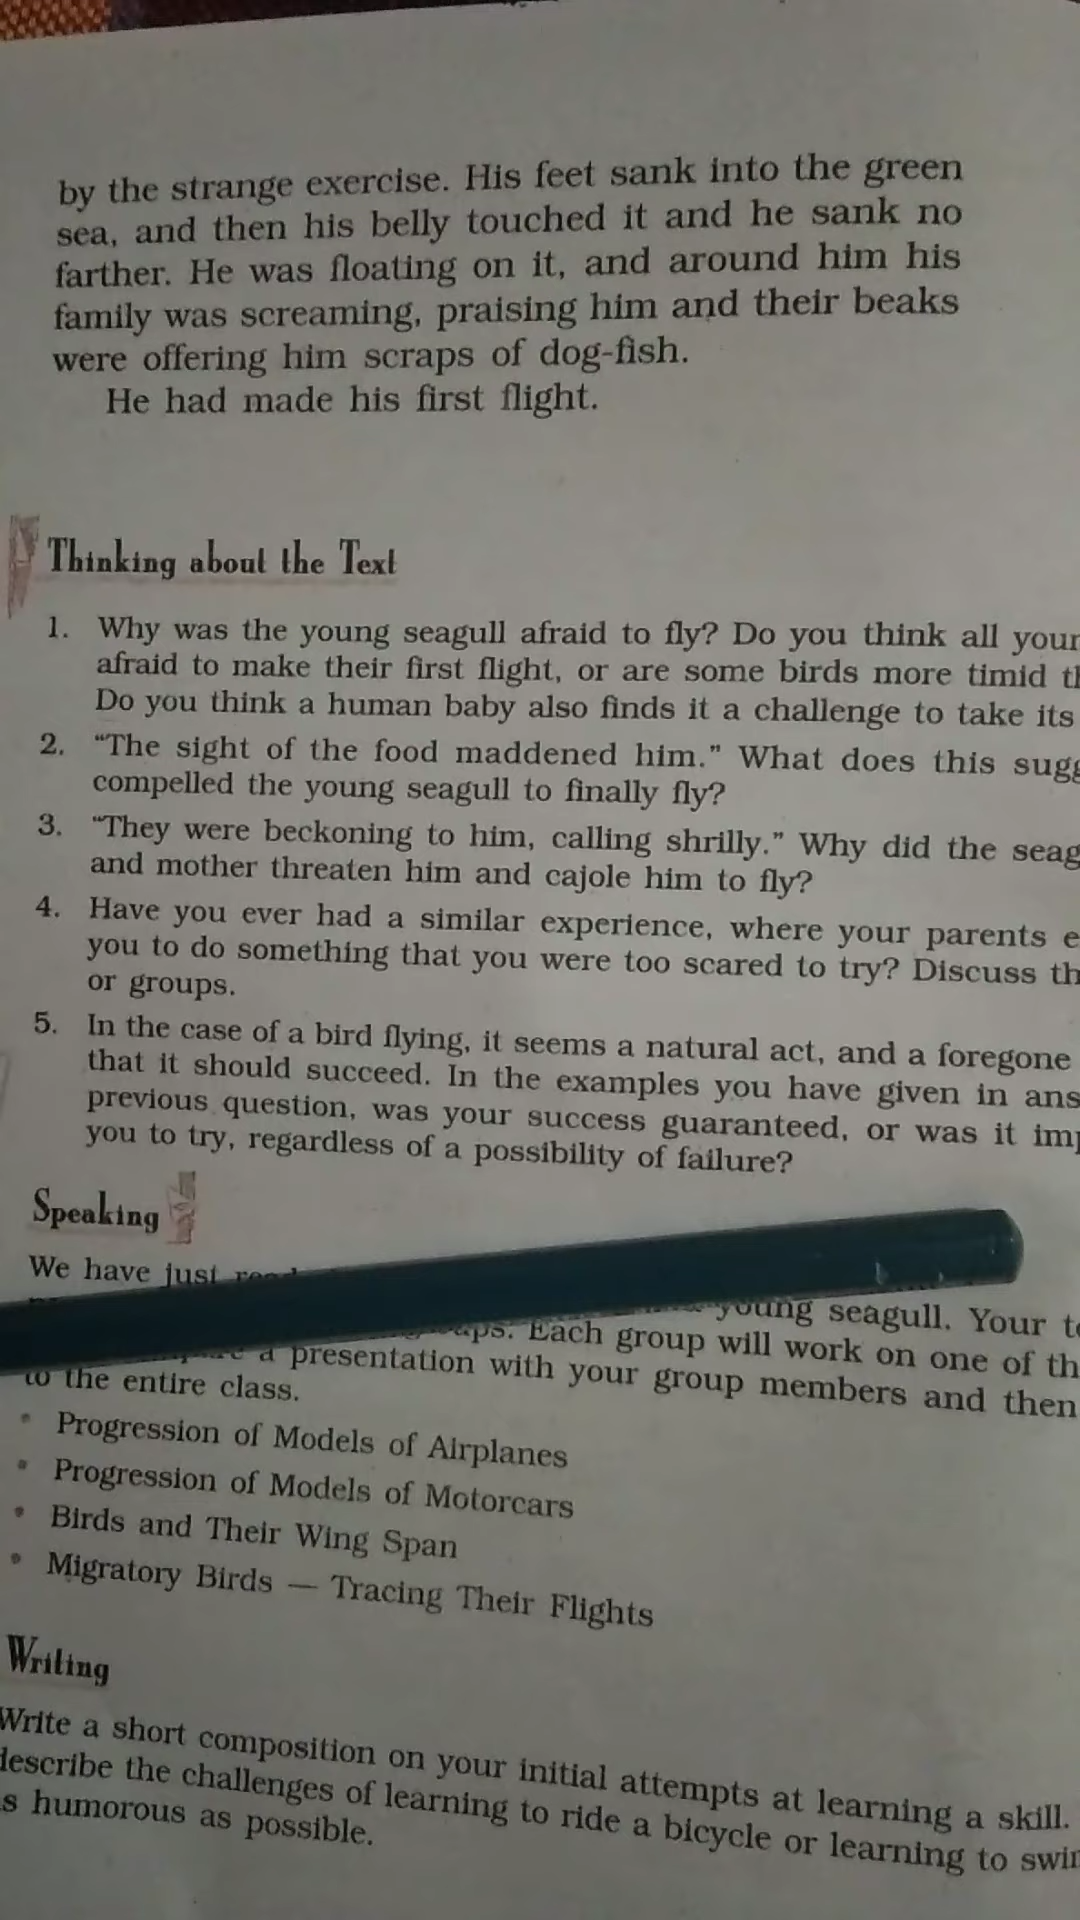 by the strange exercise. His feet sank into the green
sea, and then his belly touched it and he sank no
farther. He was floating on it, and around him his
family was screaming, praising him and their beaks
were offering him scraps of dog-fish.
He had made his first flight.
Thinking about the Text
1. Why was the young seagull afraid to fly? Do you think all
afraid to make their first flight, or are some birds more timid
Do you think a human baby also finds it a challenge to take its
2. “The sight of the food maddened him.” What does this
compelled the young seagull to finally fly?
3. “They were beckoning to him, calling shrilly.” Why did the
and mother threaten him and cajole him to fly?
4. Have you ever had a similar experience, where your parents
you to do something that you were too scared to try? Discuss
or groups.
5. In the case of a bird flying, it seems a natural act, and a foregone
that it should succeed. In the examples you have given in
previous question, was your success guaranteed, or was it
you to try, regardless of a possibility of failure?
Speaking
We have just
young seagull. Your
Each group will work on one of
a presentation with your group members and then
to the entire class.
• Progression of Models of Airplanes
• Progression of Models of Motorcars
• Birds and Their Wing Span
• Migratory Birds — Tracing Their Flights
Writing
Write a short composition on your initial attempts at learning a skill.
describe the challenges of learning to ride a bicycle or learning to
humorous as possible.